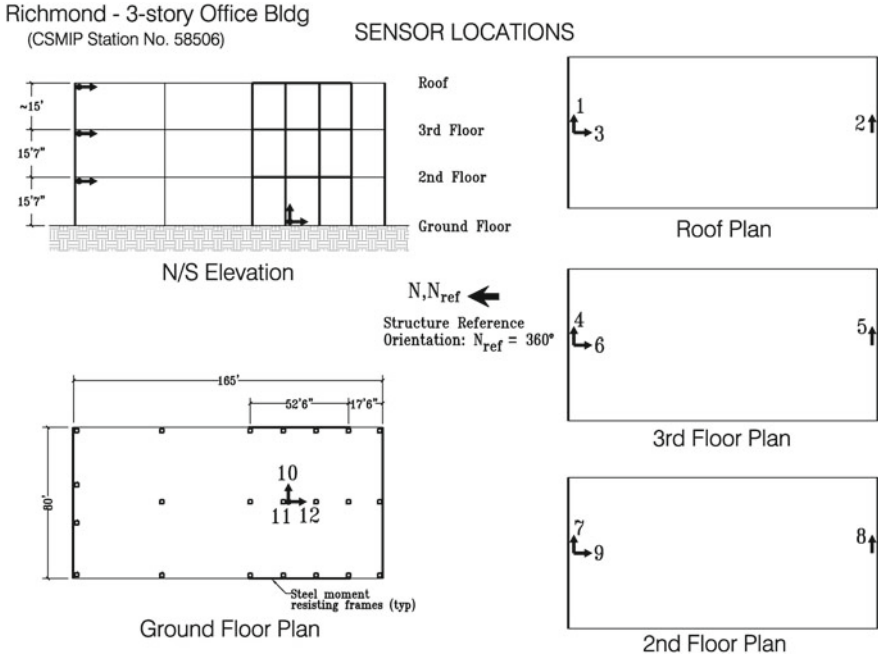 Richmond - 3-story Office Bldg
(CSMIP Station No. 58506)
SENSOR LOCATIONS
~15'
15'7"
15'7"
Roof
3rd Floor
2nd Floor
Ground Floor
N/S Elevation
1
3
2
Roof Plan
N,Nref
Structure Reference
Orientation: Nref = 360°
4
6
5
3rd Floor Plan
165'
52'6"
17'6"
80'
10
11 12
Steel moment
resisting frames (typ)
Ground Floor Plan
7
9
8
2nd Floor Plan